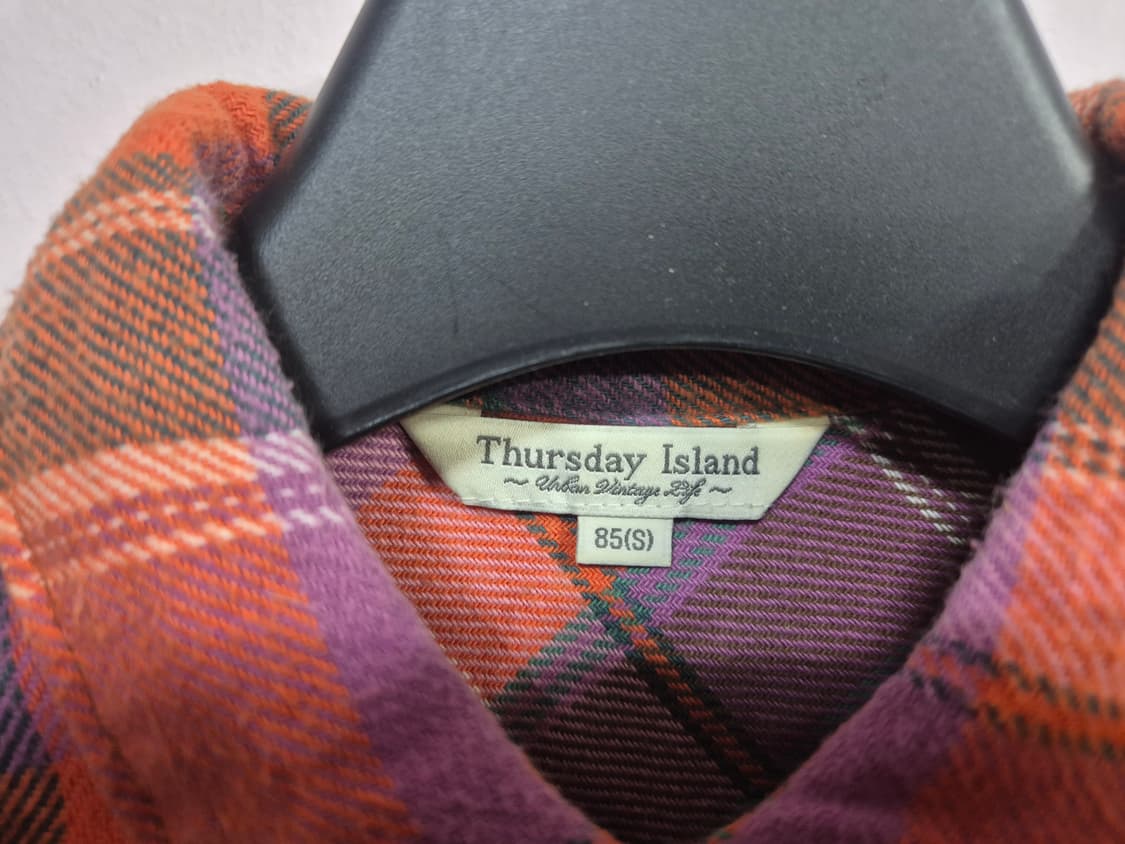 Thursday Island
~ Urban Vintage Life ~
85(S)